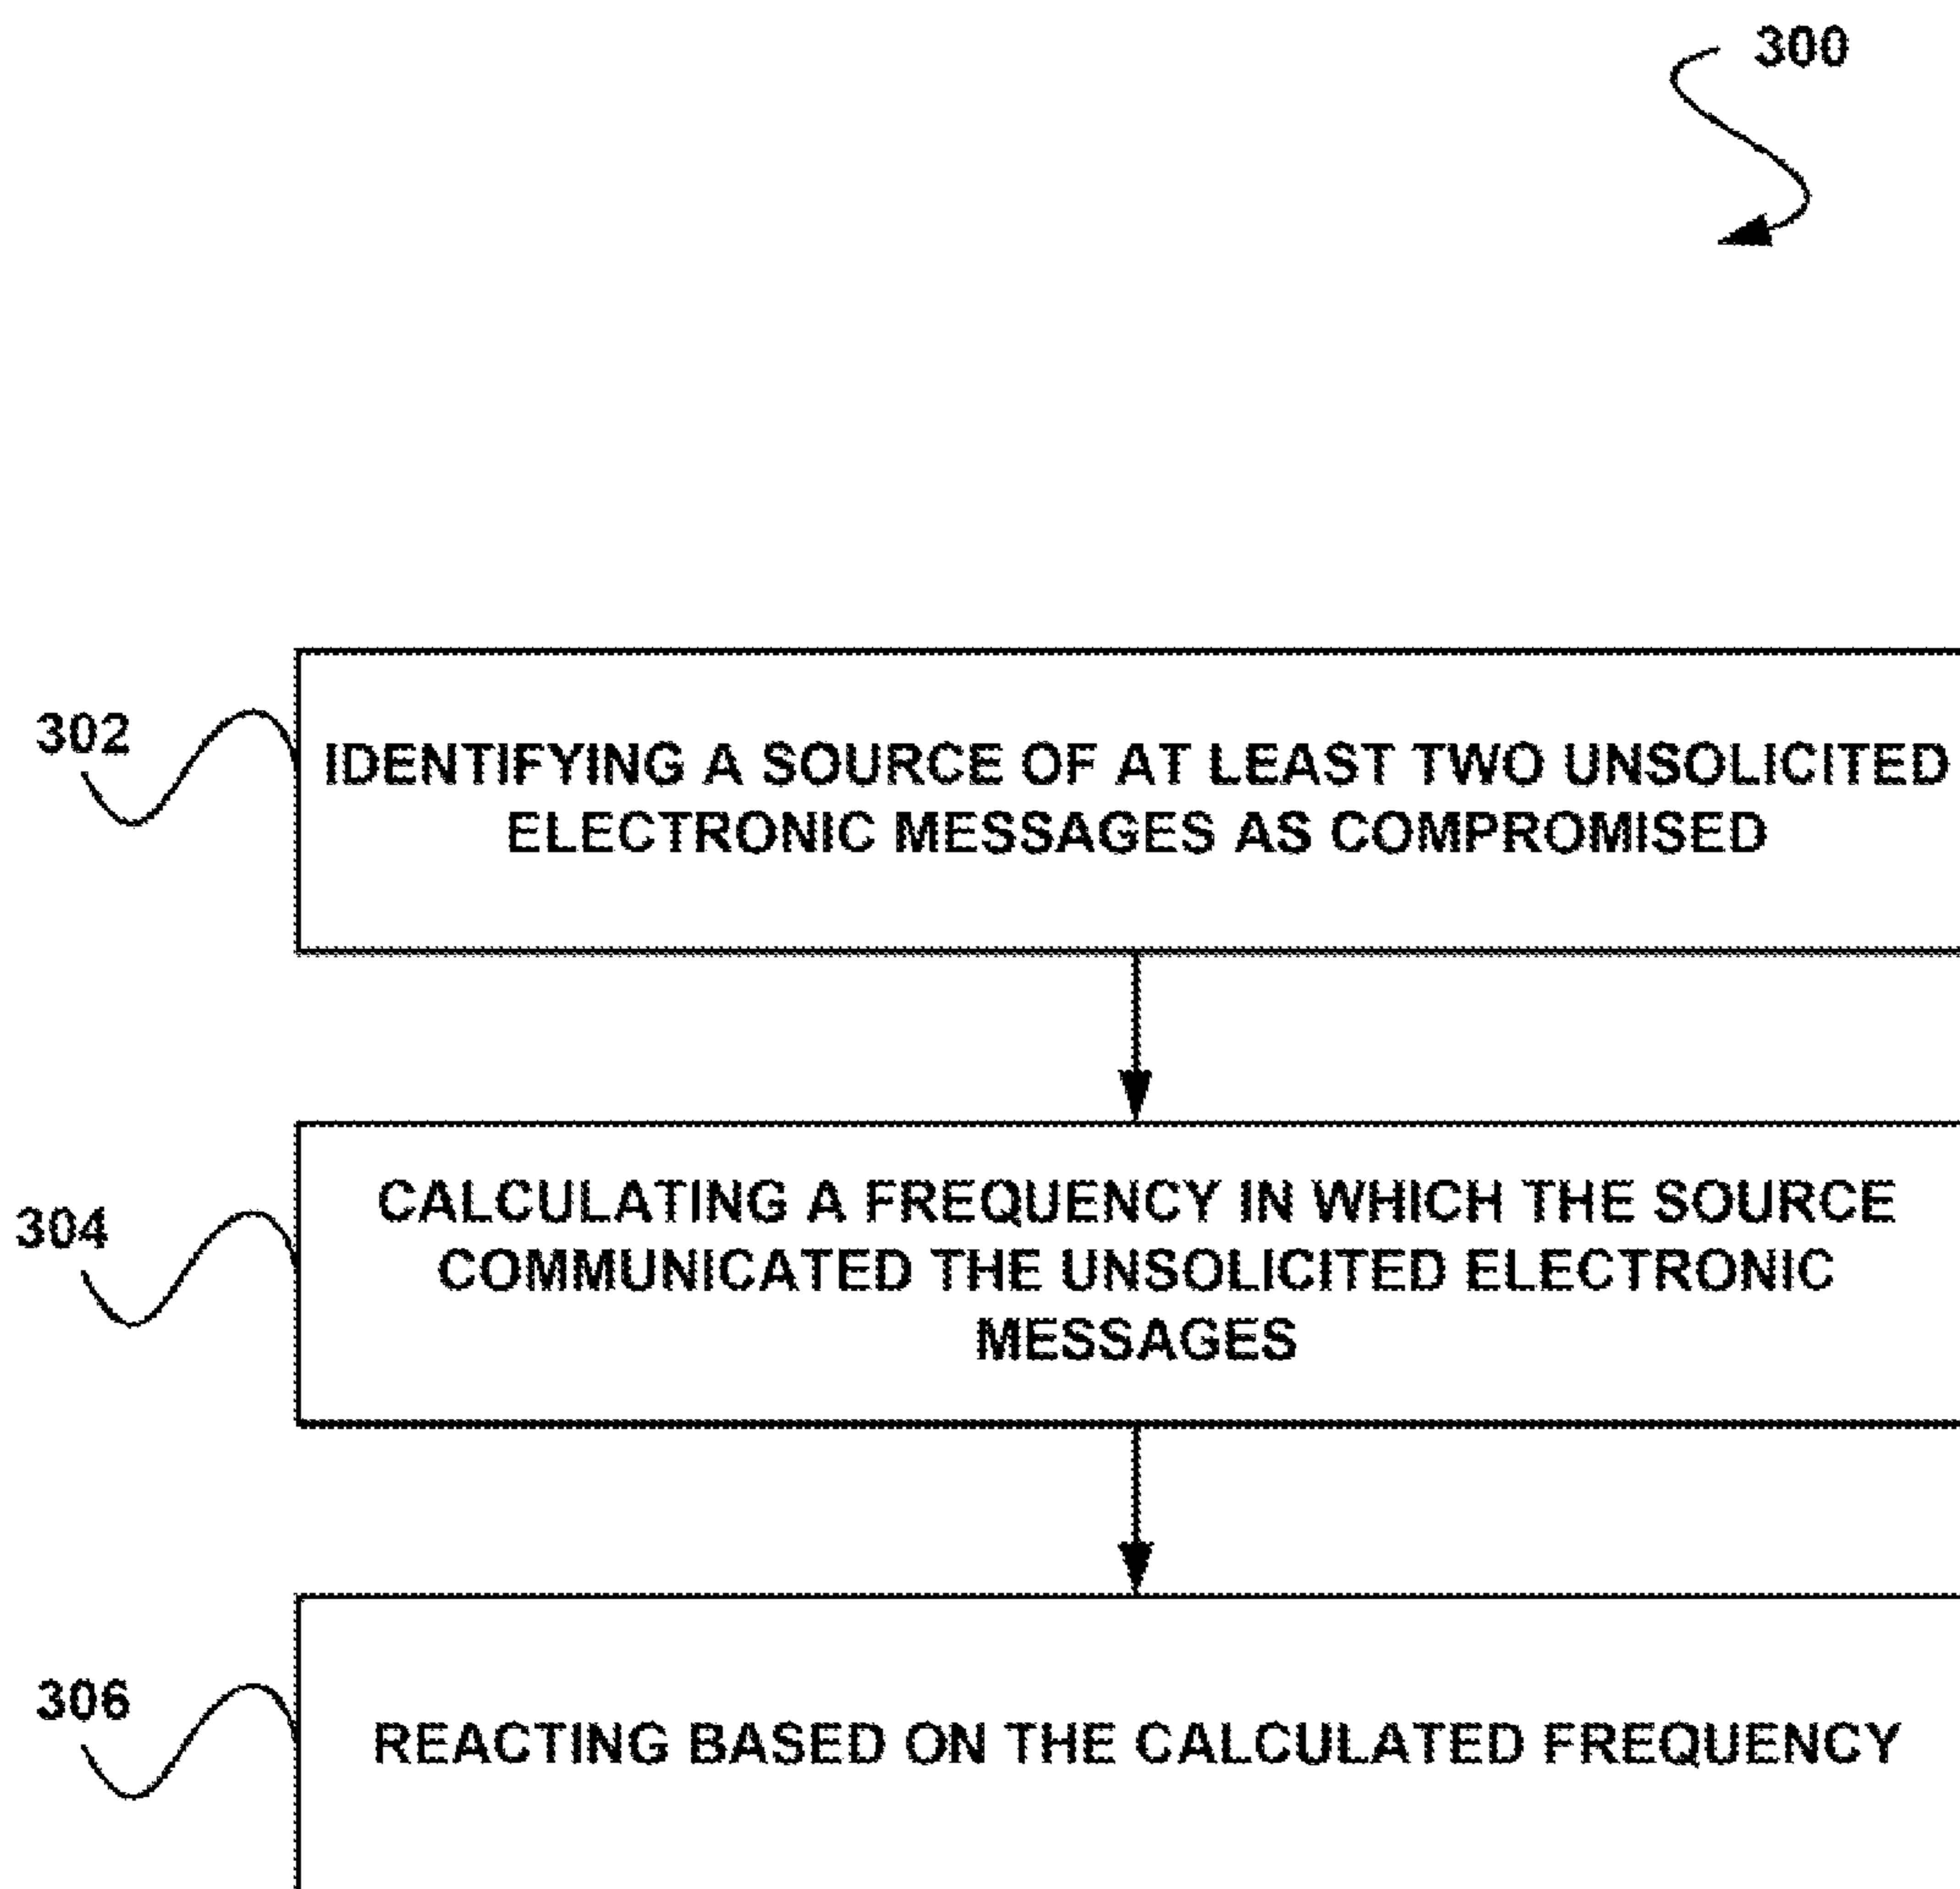 300
302
IDENTIFYING A SOURCE OF AT LEAST TWO UNSOLICITED
ELECTRONIC MESSAGES AS COMPROMISED
304
CALCULATING A FREQUENCY IN WHICH THE SOURCE
COMMUNICATED THE UNSOLICITED ELECTRONIC
MESSAGES
306
REACTING BASED ON THE CALCULATED FREQUENCY